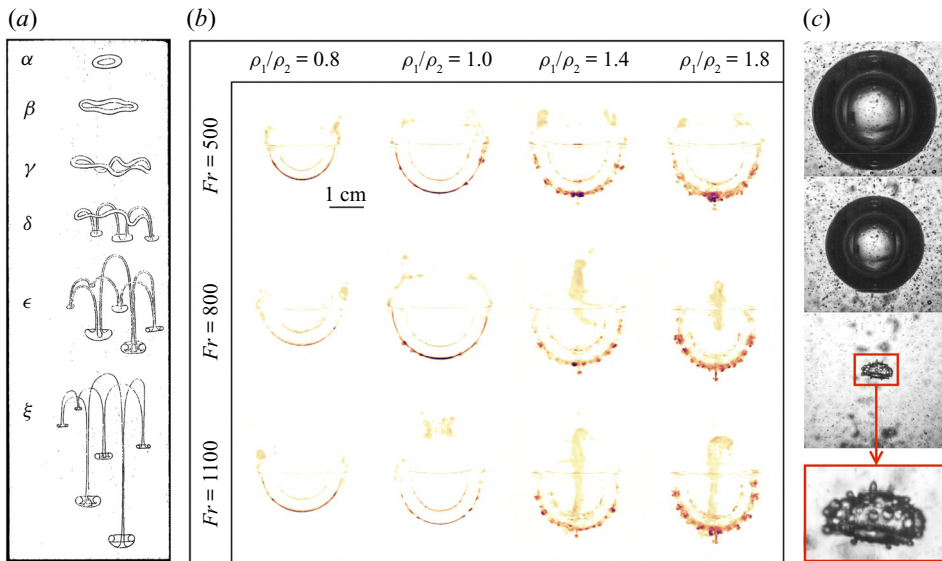 (a)
(b)
(c)
α
β
γ
δ
ϵ
ξ
ρ1/ρ2 = 0.8
ρ1/ρ2 = 1.0
ρ1/ρ2 = 1.4
ρ1/ρ2 = 1.8
Fr = 500
1 cm
Fr = 800
Fr = 1100